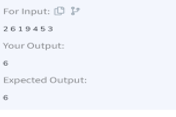 For Input:
2 6 1 9 4 5 3
Your Output:
6
Expected Output:
6